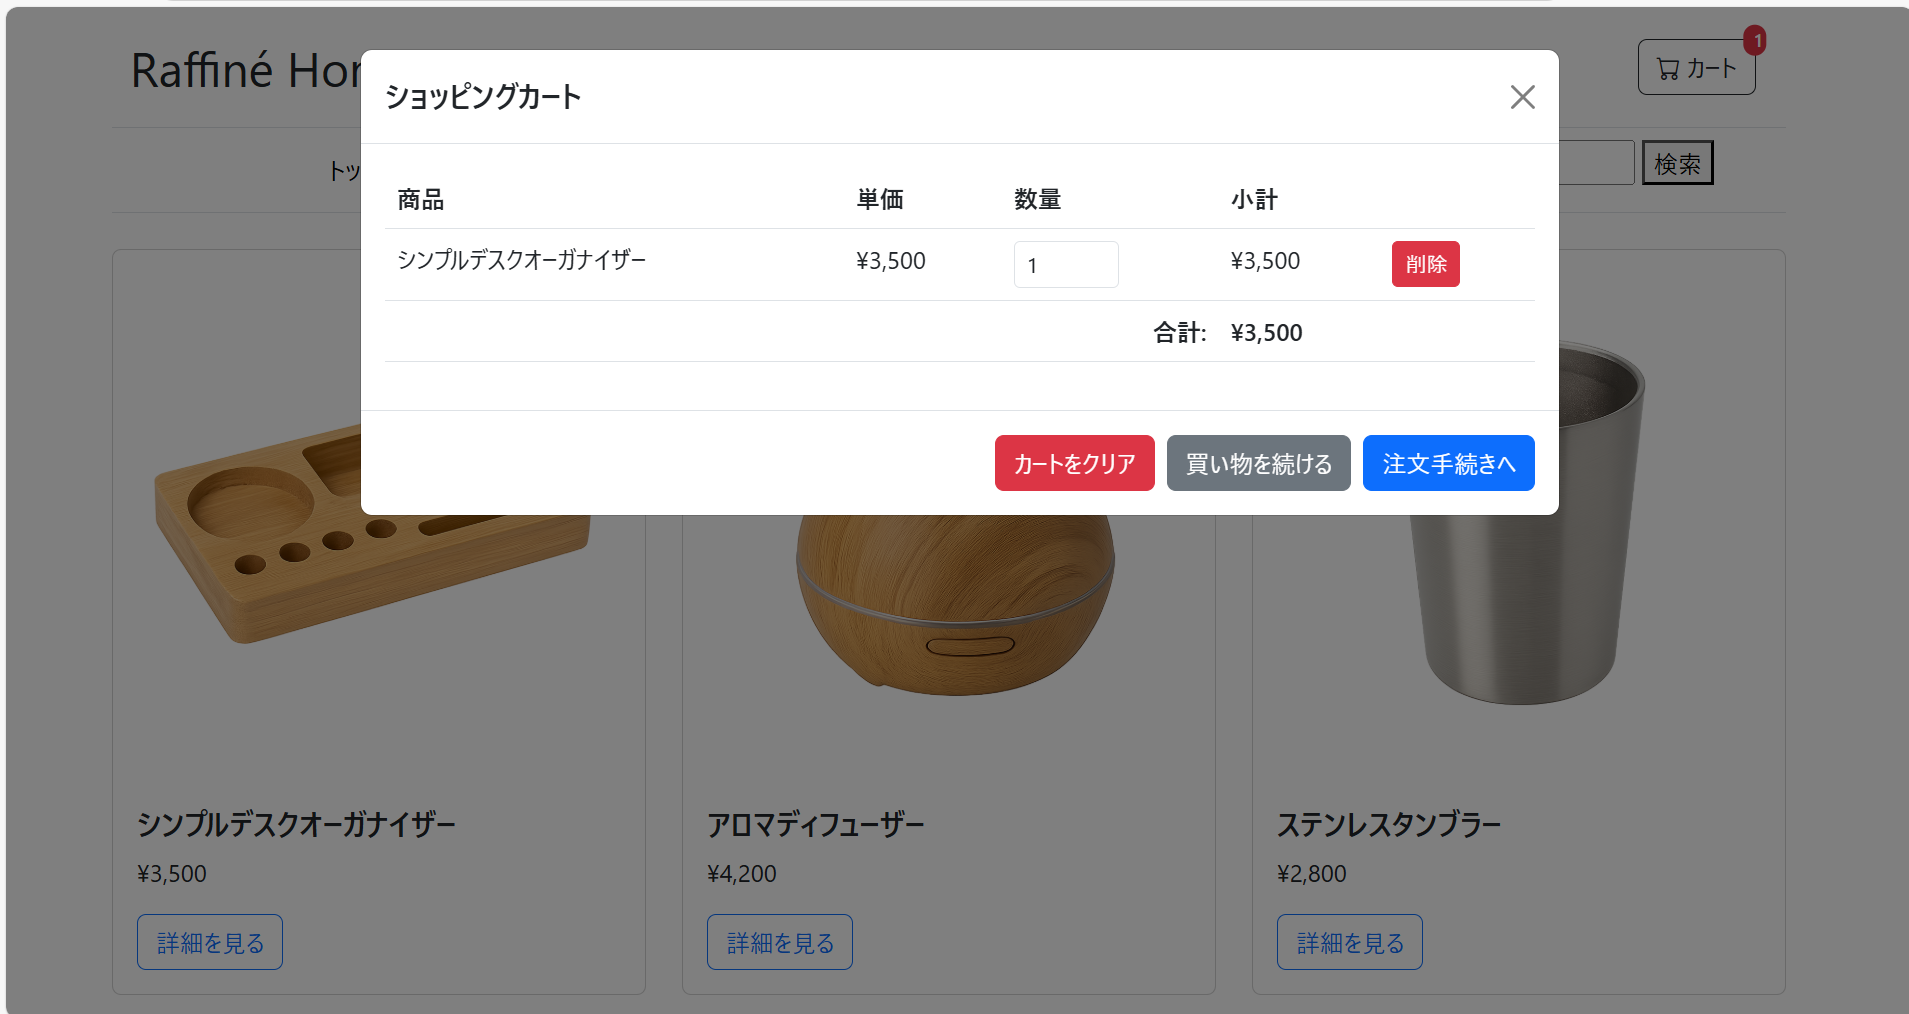 Raffiné
カート
1
ショッピングカート
検索
商品 単価 数量 小計
シンプルデスクオーガナイザー ¥3,500 1 ¥3,500 削除
合計: ¥3,500
カートをクリア 買い物を続ける 注文手続きへ
シンプルデスクオーガナイザー アロマディフューザー ステンレスタンブラー
¥3,500 ¥4,200 ¥2,800
詳細を見る 詳細を見る 詳細を見る